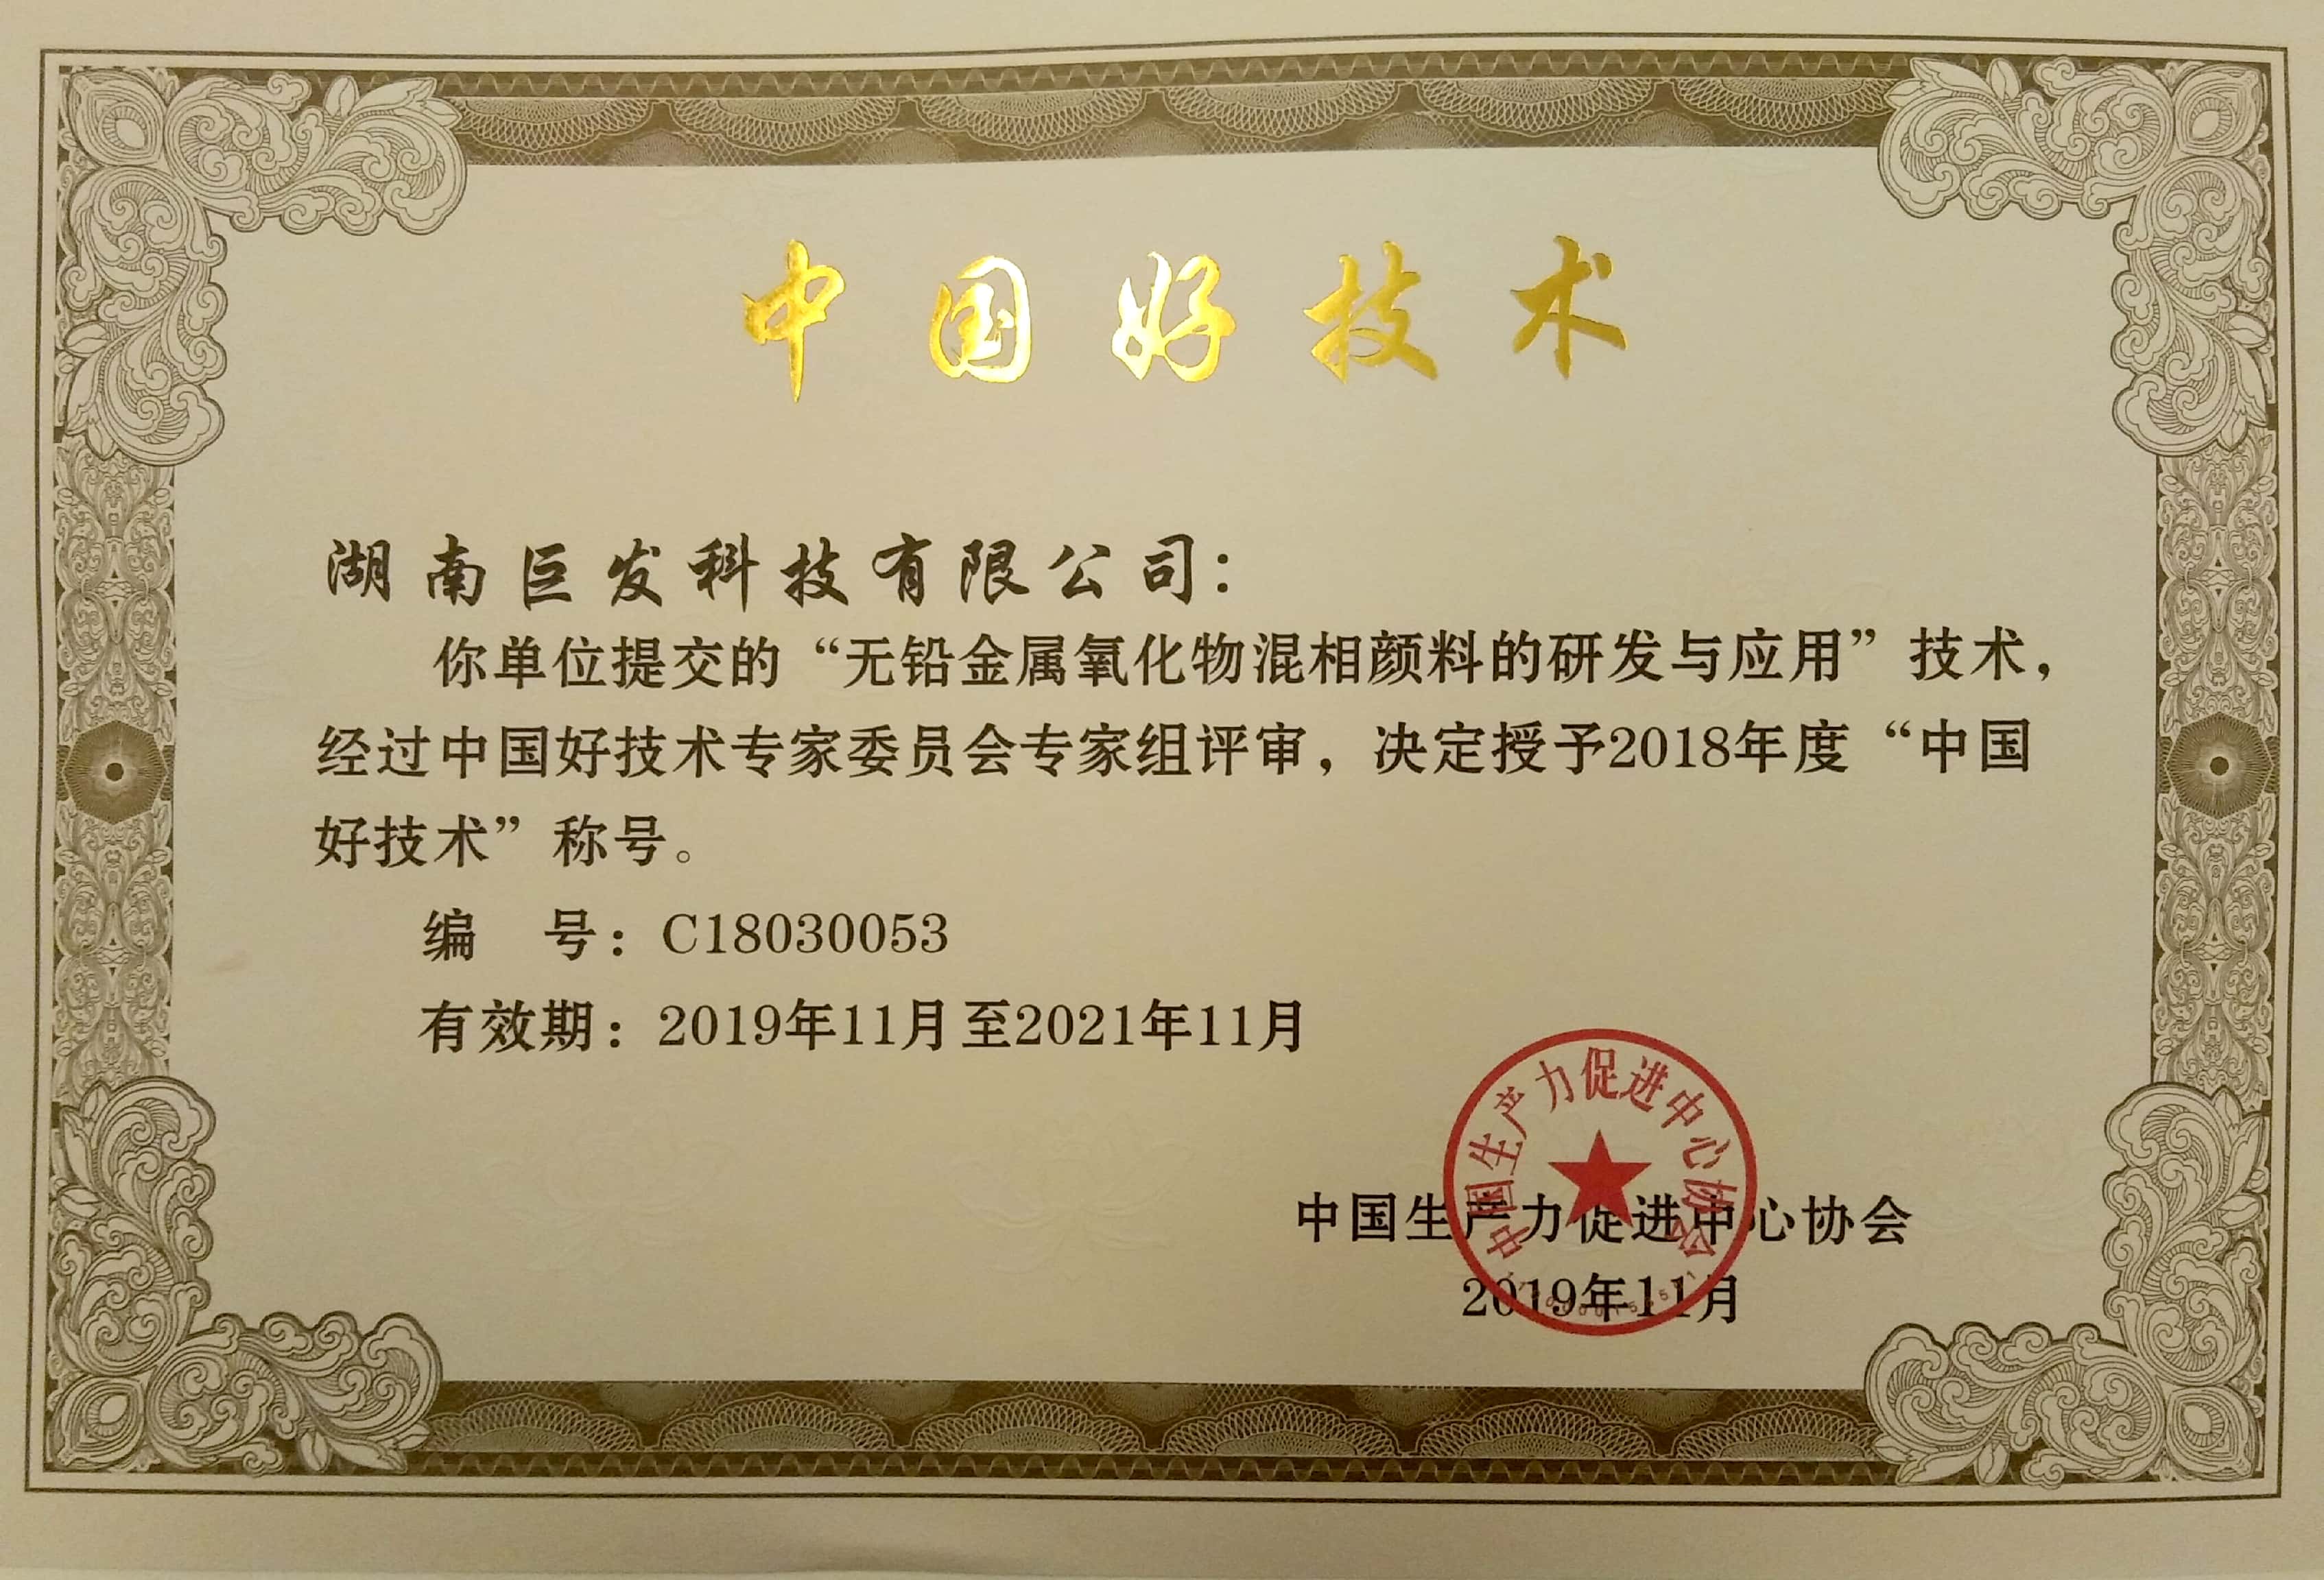 中国好技术
湖南巨发科技有限公司：
你单位提交的“无铅金属氧化物混相颜料的研发与应用”技术，
经过中国好技术专家委员会专家组评审，决定授予2018年度“中国
好技术”称号。
编　号：C18030053
有效期：2019年11月至2021年11月
中国生产力促进中心协会
中国生产力促进中心协会
2019年11月